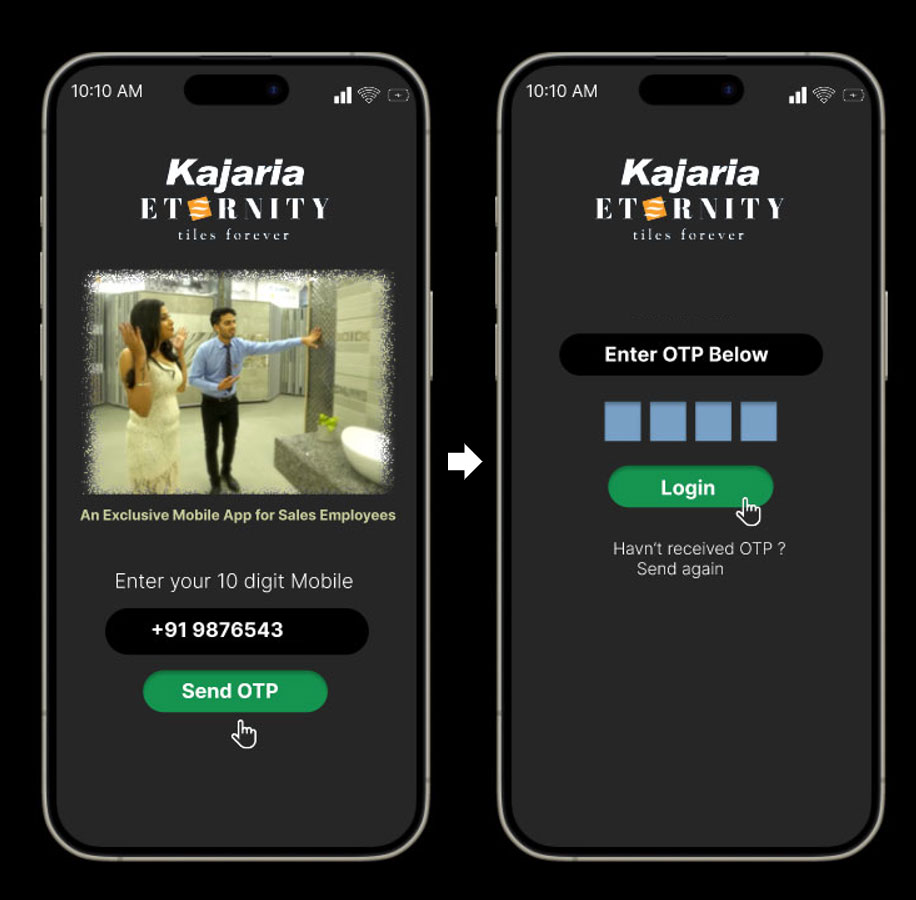 10:10 AM
Kajaria
ETERNITY
tiles forever
An Exclusive Mobile App for Sales Employees
Enter your 10 digit Mobile
+91 9876543
Send OTP
10:10 AM
Kajaria
ETERNITY
tiles forever
Enter OTP Below
Login
Havn't received OTP ?
Send again